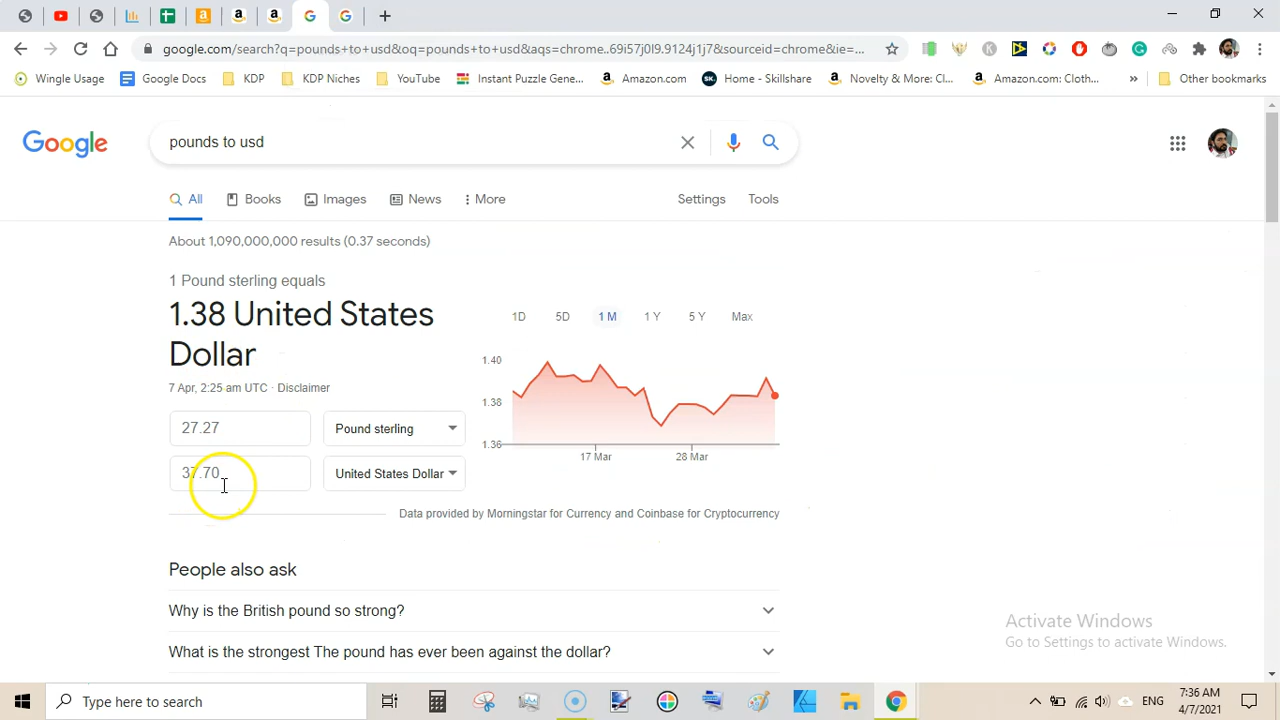 google.com/search?q=pounds+to+usd&oq=pounds+to+usd&aqs=chrome..69i57j0l9.9124j1j7&sourceid=chrome&ie=...
Wingle Usage Google Docs KDP KDP Niches YouTube Instant Puzzle Gene... Amazon.com Home - Skillshare Novelty & More: Cl... Amazon.com: Cloth... » Other bookmarks
Google pounds to usd
All Books Images News More Settings Tools
About 1,090,000,000 results (0.37 seconds)
1 Pound sterling equals
1.38 United States
Dollar
7 Apr, 2:25 am UTC · Disclaimer
27.27 Pound sterling
37.70 United States Dollar
1D 5D 1 M 1 Y 5 Y Max
1.40
1.38
1.36
17 Mar 28 Mar
Data provided by Morningstar for Currency and Coinbase for Cryptocurrency
People also ask
Why is the British pound so strong?
What is the strongest The pound has ever been against the dollar?
Activate Windows
Go to Settings to activate Windows.
Type here to search
ENG
7:36 AM
4/7/2021